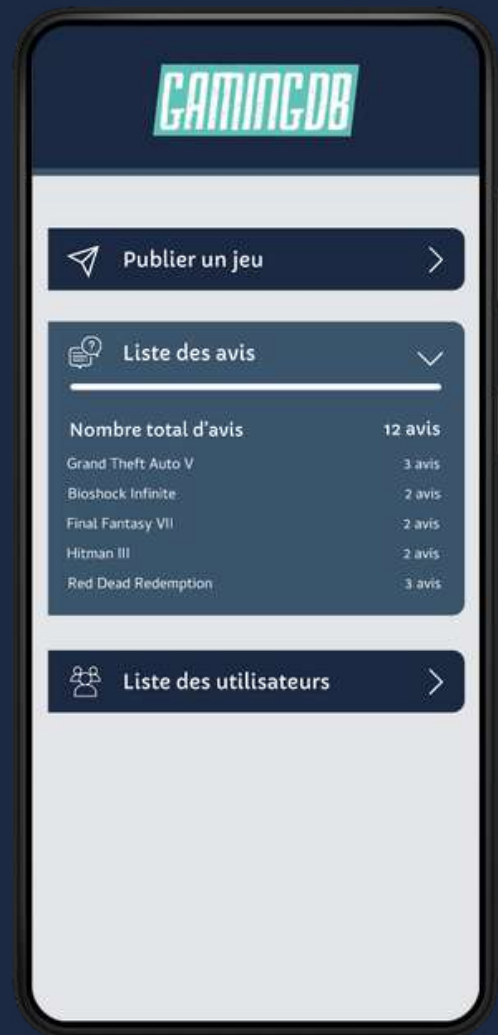 GAMINGDB
Publier un jeu
Liste des avis
Nombre total d'avis 12 avis
Grand Theft Auto V 3 avis
Bioshock Infinite 2 avis
Final Fantasy VII 2 avis
Hitman III 2 avis
Red Dead Redemption 3 avis
Liste des utilisateurs